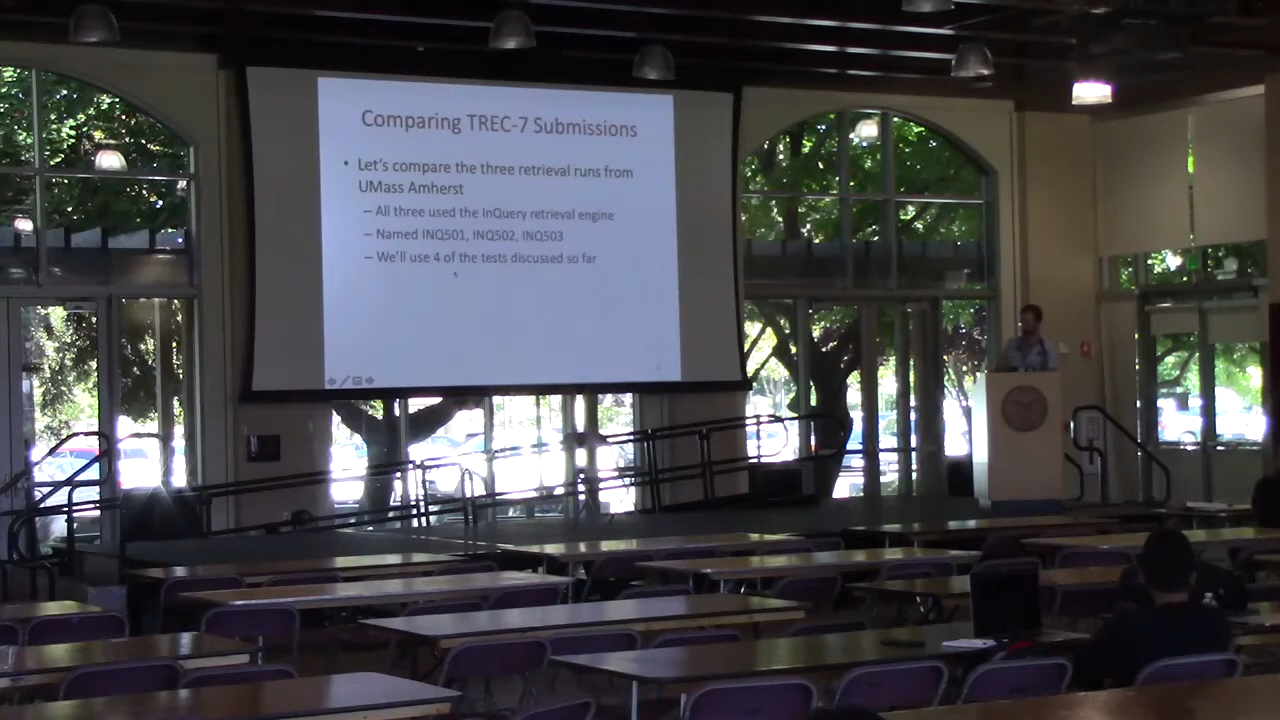 Comparing TREC-7 Submissions
• Let's compare the three retrieval runs from
UMass Amherst
– All three used the InQuery retrieval engine
– Named INQ501, INQ502, INQ503
– We'll use 4 of the tests discussed so far